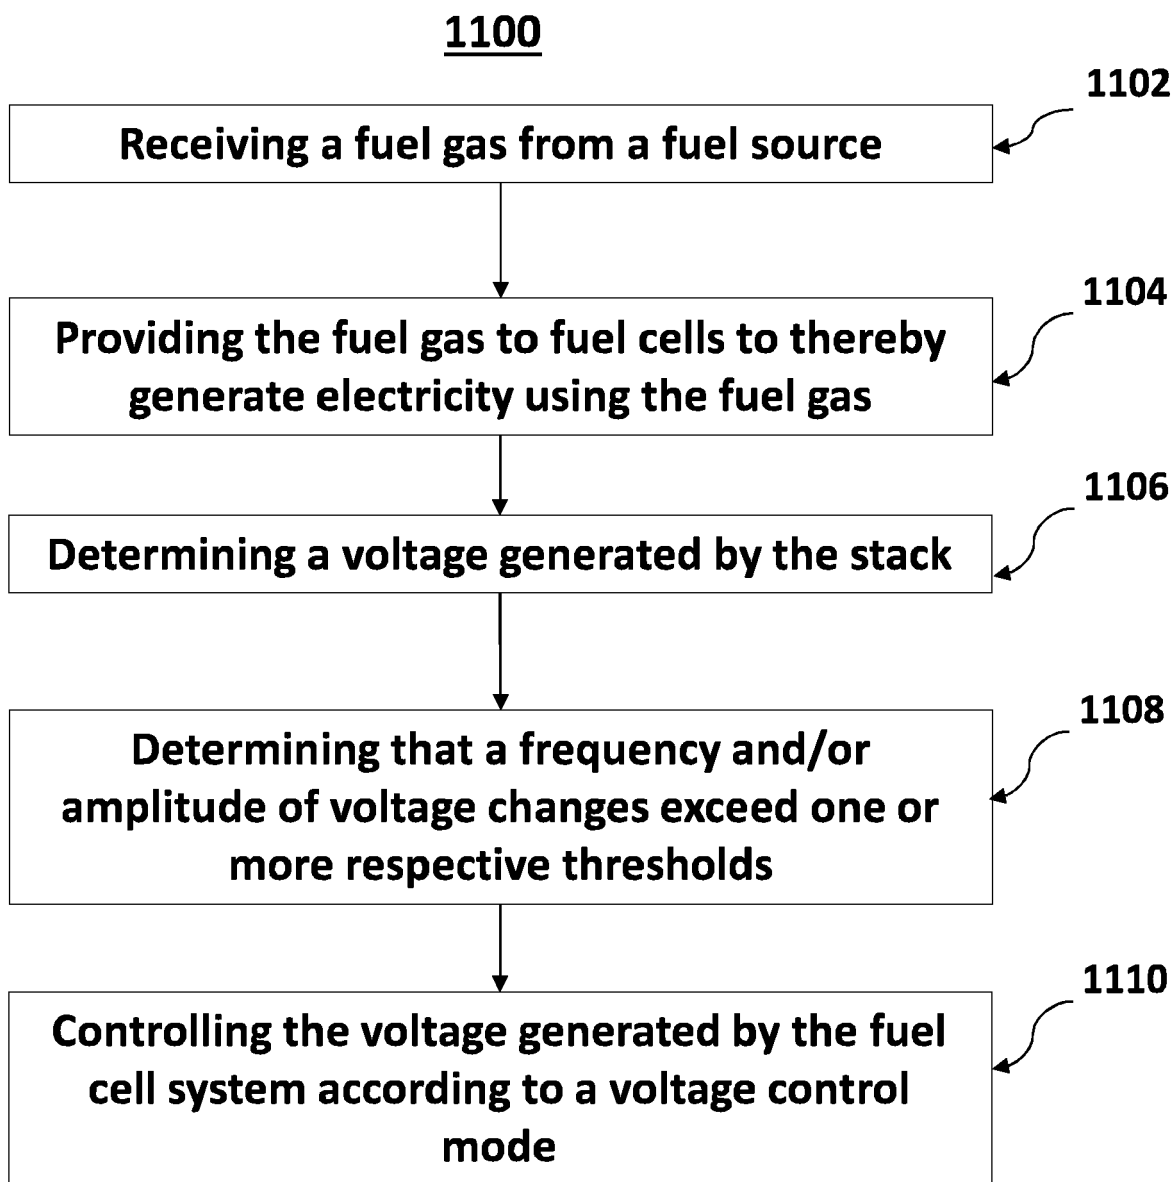 1100
1102
Receiving a fuel gas from a fuel source
1104
Providing the fuel gas to fuel cells to thereby
generate electricity using the fuel gas
1106
Determining a voltage generated by the stack
1108
Determining that a frequency and/or
amplitude of voltage changes exceed one or
more respective thresholds
1110
Controlling the voltage generated by the fuel
cell system according to a voltage control
mode